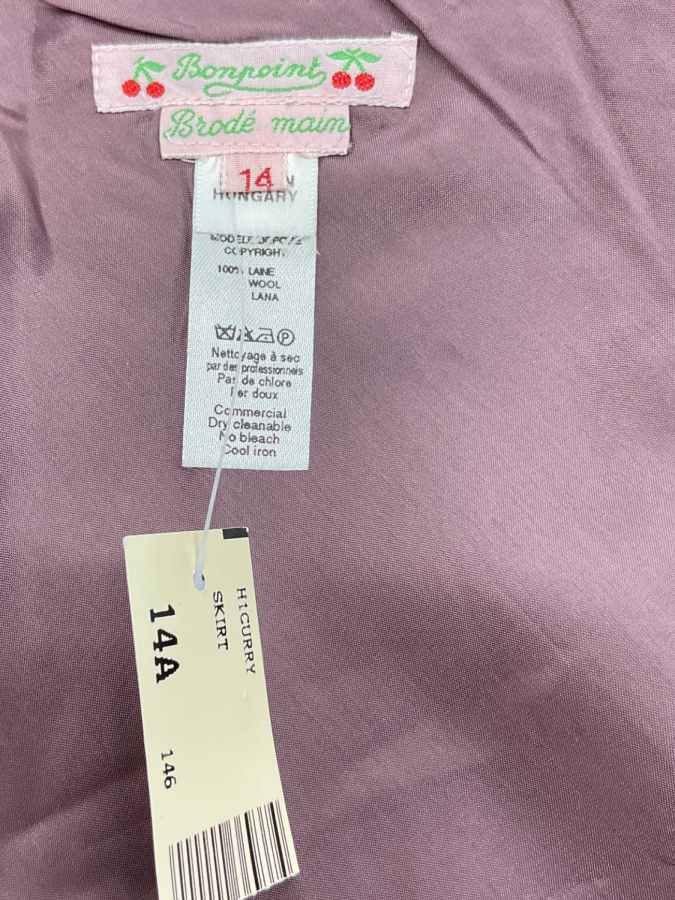 Bonpoint
Brodé main
14
HUNGARY
COPYRIGHT
100% LAINE
WOOL
LANA
P
Nettoyage à sec
par des professionnels
Pas de chlore
Fer doux
Commercial
Dry cleanable
No bleach
Cool iron
H1CURRY
SKIRT
14A
146